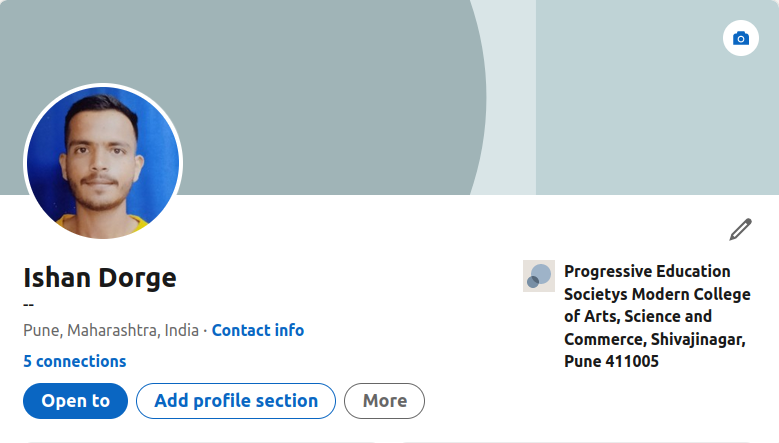 Ishan Dorge
--
Pune, Maharashtra, India · Contact info
5 connections
Open to
Add profile section
More
Progressive Education
Societys Modern College
of Arts, Science and
Commerce, Shivajinagar,
Pune 411005